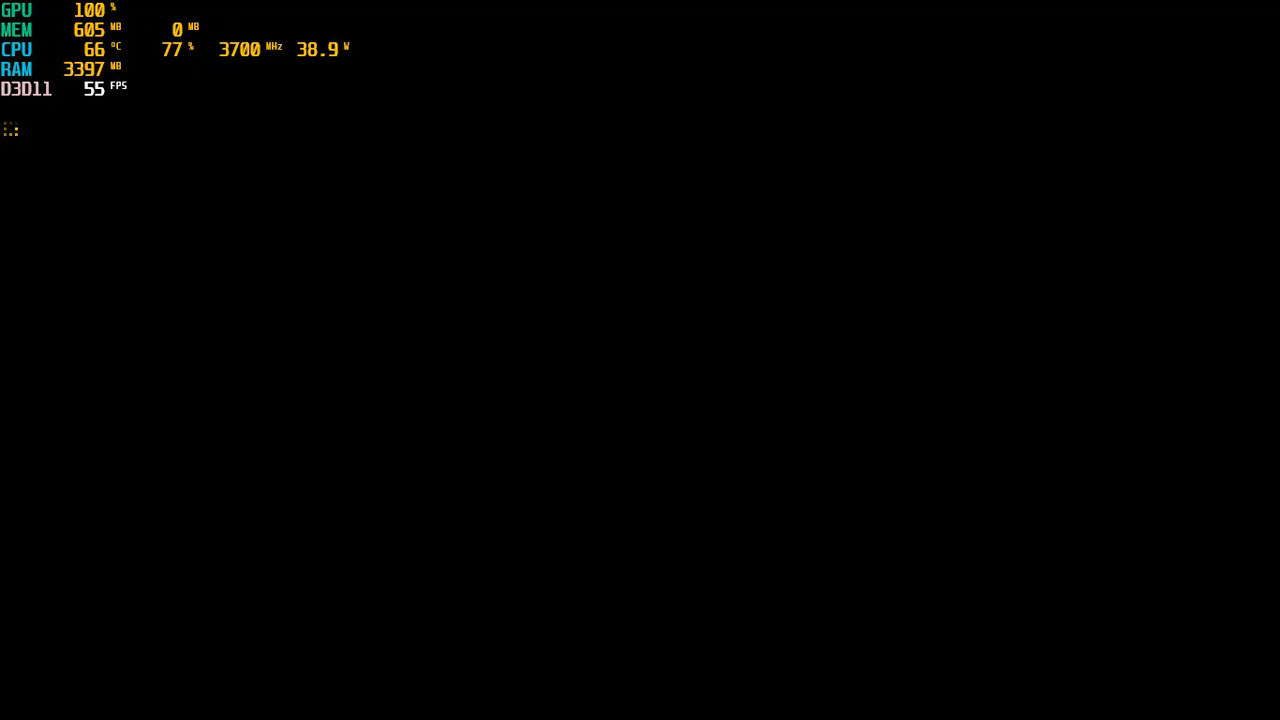 GPU 100 %
MEM 605 MB 0 MB
CPU 66 °C 77 % 3700 MHz 38.9 W
RAM 3397 MB
D3D11 55 FPS